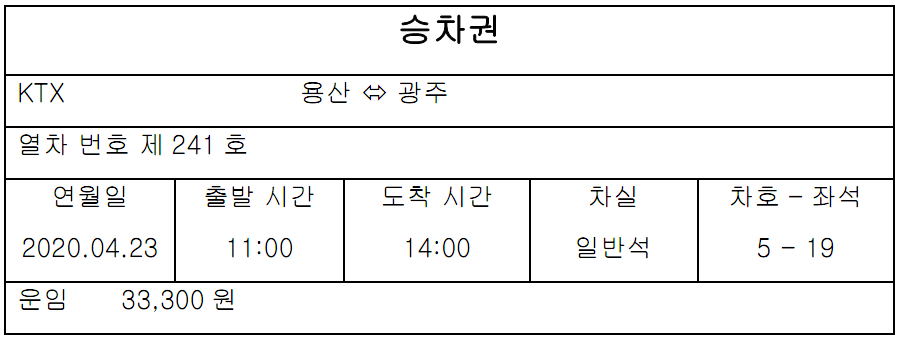 승차권
KTX 용산 ⇔ 광주
열차 번호 제 241 호
연월일 출발 시간 도착 시간 차실 차호 - 좌석
2020.04.23 11:00 14:00 일반석 5 - 19
운임 33,300 원